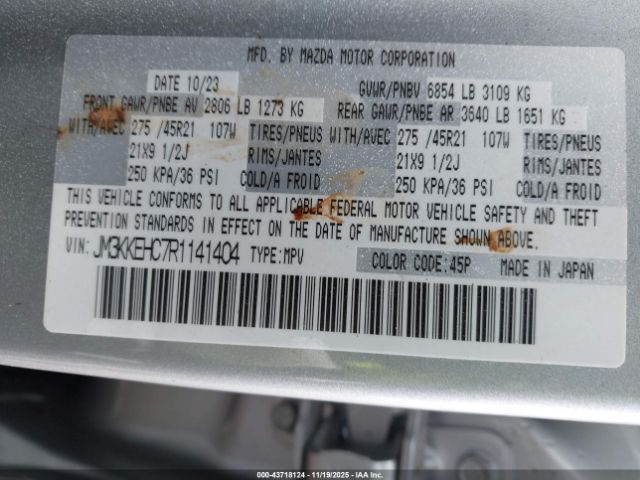 MFD. BY MAZDA MOTOR CORPORATION
DATE 10/23 GVWR/PNBV 6854 LB 3109 KG
FRONT GAWR/PNBE AV 2806 LB 1273 KG REAR GAWR/PNBE AR 3640 LB 1651 KG
WITH/AVEC 275 /45R21 107W TIRES/PNEUS WITH/AVEC 275 /45R21 107W TIRES/PNEUS
21X9 1/2J RIMS/JANTES 21X9 1/2J RIMS/JANTES
250 KPA/36 PSI COLD/A FROID 250 KPA/36 PSI COLD/A FROID
THIS VEHICLE CONFORMS TO ALL APPLICABLE FEDERAL MOTOR VEHICLE SAFETY AND THEFT
PREVENTION STANDARDS IN EFFECT ON THE DATE OF MANUFACTURE SHOWN ABOVE.
VIN: JM3KKEHC7R1141404 TYPE: MPV COLOR CODE: 45P MADE IN JAPAN
000-43718124 - 11/19/2025 - IAAI.COM